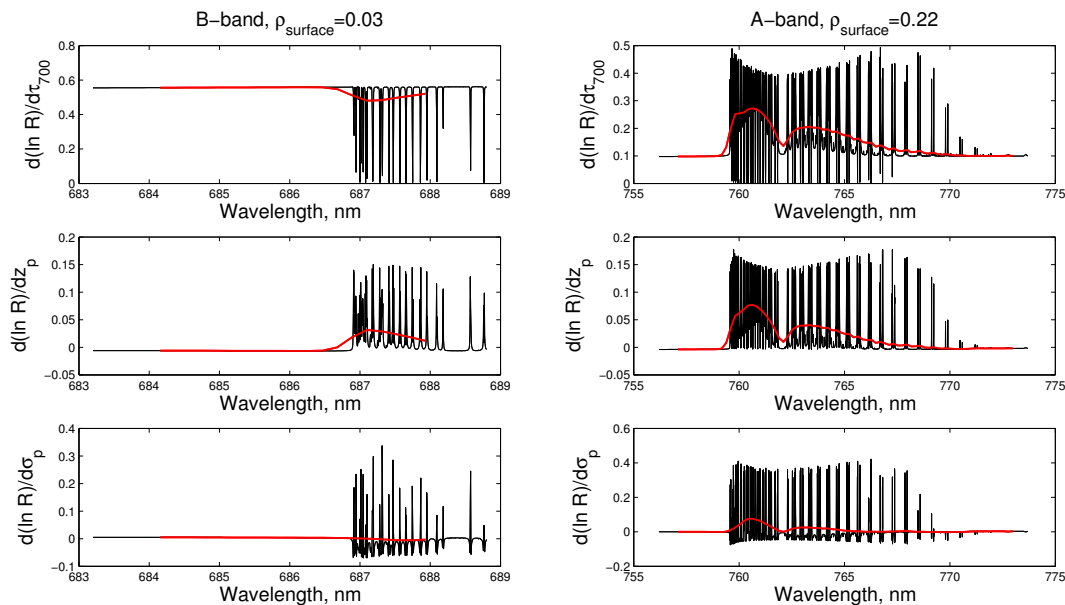 B−band, ρsurface=0.03
A−band, ρsurface=0.22
d(ln R)/dτ700
0.8
0.6
0.4
0.2
0
683 684 685 686 687 688 689
Wavelength, nm
d(ln R)/dτ700
0.5
0.4
0.3
0.2
0.1
0
755 760 765 770 775
Wavelength, nm
d(ln R)/dzp
0.2
0.15
0.1
0.05
0
−0.05
683 684 685 686 687 688 689
Wavelength, nm
d(ln R)/dzp
0.2
0.15
0.1
0.05
0
−0.05
755 760 765 770 775
Wavelength, nm
d(ln R)/dσp
0.4
0.3
0.2
0.1
0
−0.1
683 684 685 686 687 688 689
Wavelength, nm
d(ln R)/dσp
0.6
0.4
0.2
0
−0.2
755 760 765 770 775
Wavelength, nm